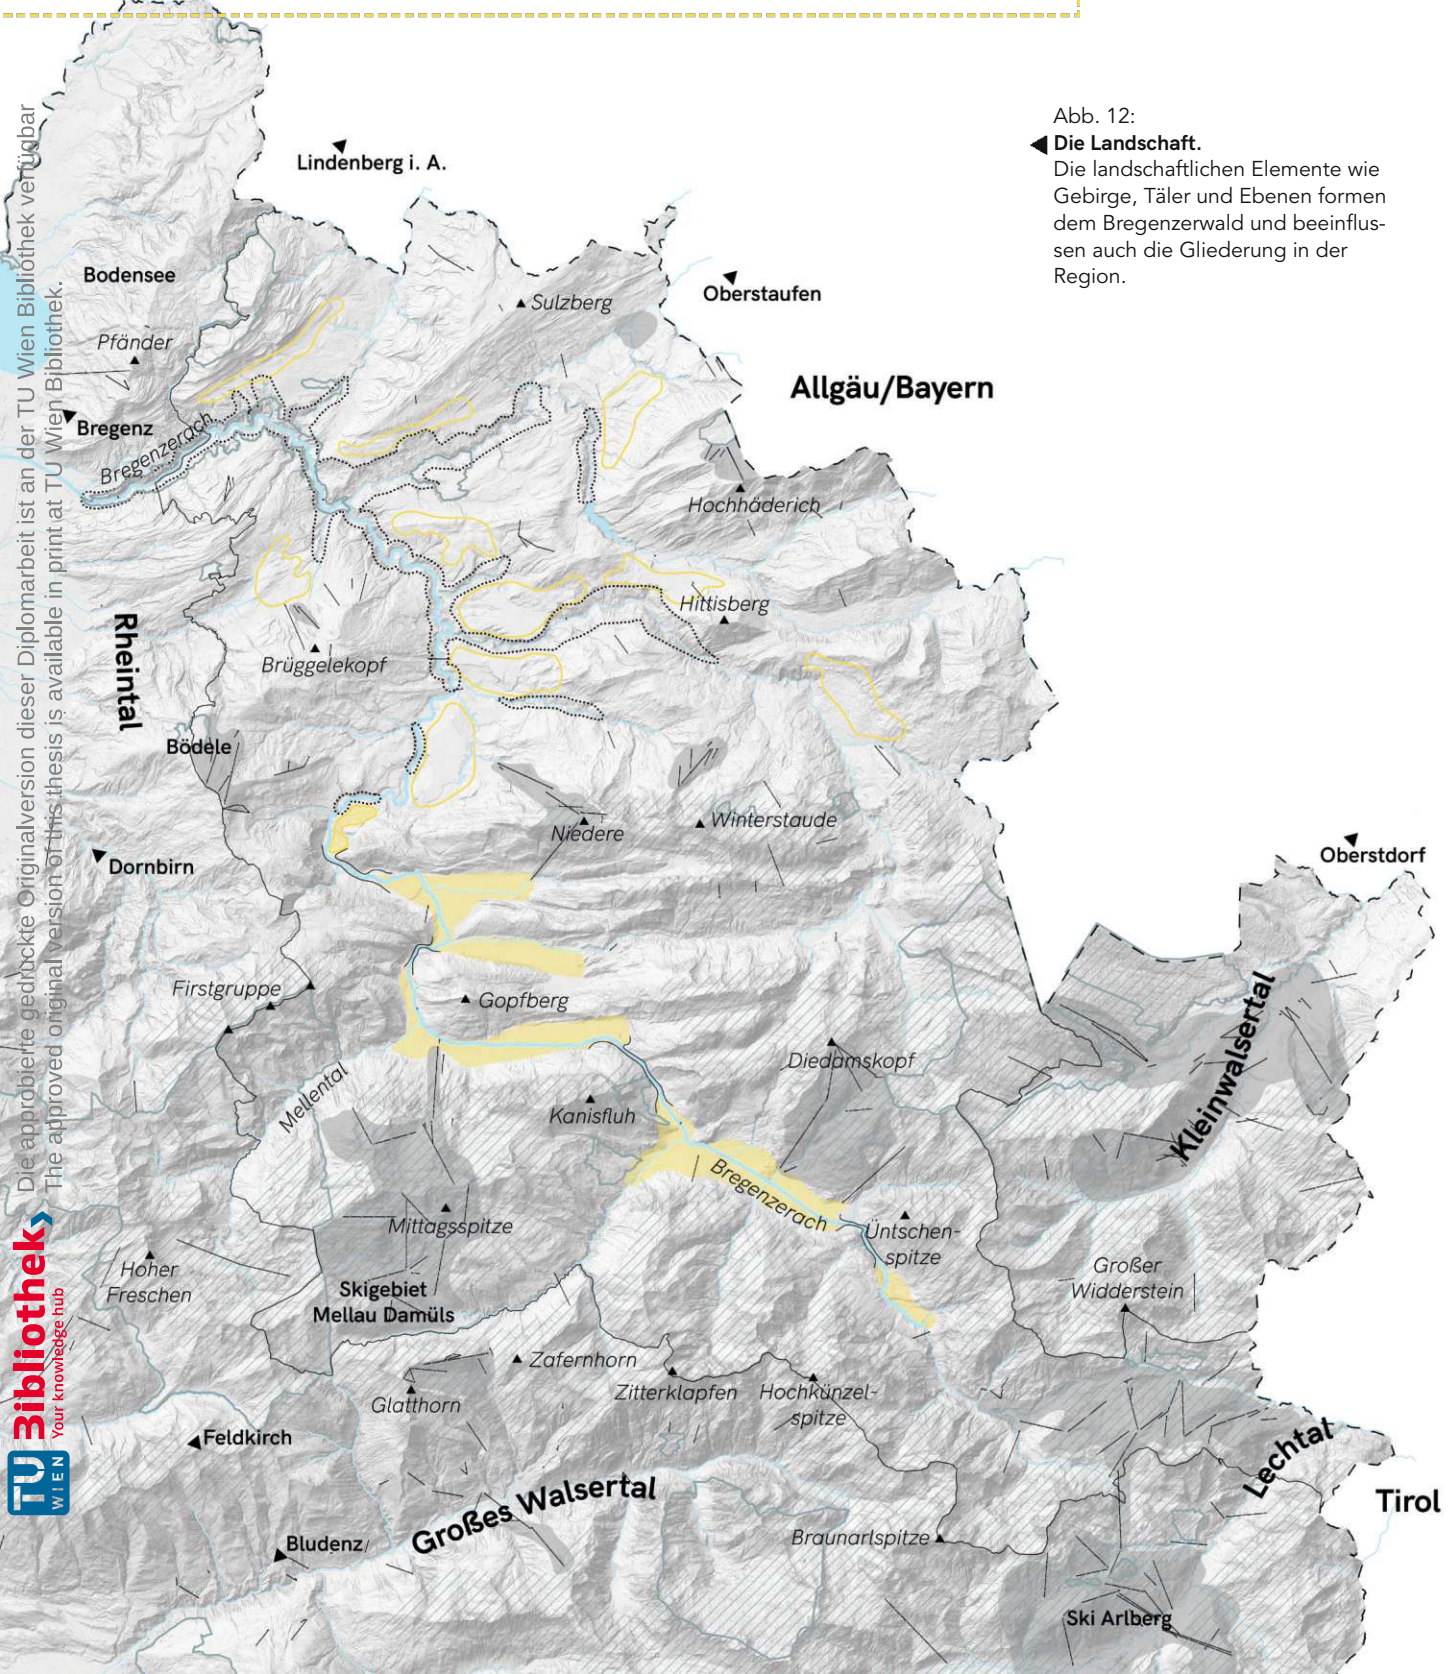 Abb. 12:
Die Landschaft.
Die landschaftlichen Elemente wie
Gebirge, Täler und Ebenen formen
dem Bregenzerwald und beeinflus-
sen auch die Gliederung in der
Region.
Lindenberg i. A.
Bodensee
Pfänder
Sulzberg
Oberstaufen
Allgäu/Bayern
Bregenz
Bregenzerach
Hochhäderich
Rheintal
Hittisberg
Brüggelekopf
Bödele
Niedere
Winterstaude
Dornbirn
Oberstdorf
Firstgruppe
Gopfberg
Mellental
Kanisfluh
Diedamskopf
Kleinwalsertal
Bregenzerach
Mittagsspitze
Üntschen-
spitze
Hoher
Freschen
Skigebiet
Mellau Damüls
Großer
Widderstein
Zafernhorn
Glatthorn
Zitterklapfen
Hochkünzel-
spitze
Feldkirch
Großes Walsertal
Lechtal
Tirol
Bludenz
Braunarlspitze
Ski Arlberg
Die approbierte gedruckte Originalversion dieser Diplomarbeit ist an der TU Wien Bibliothek verfügbar
The approved original version of this thesis is available in print at TU Wien Bibliothek.
TU WIEN Bibliothek
Your knowledge hub